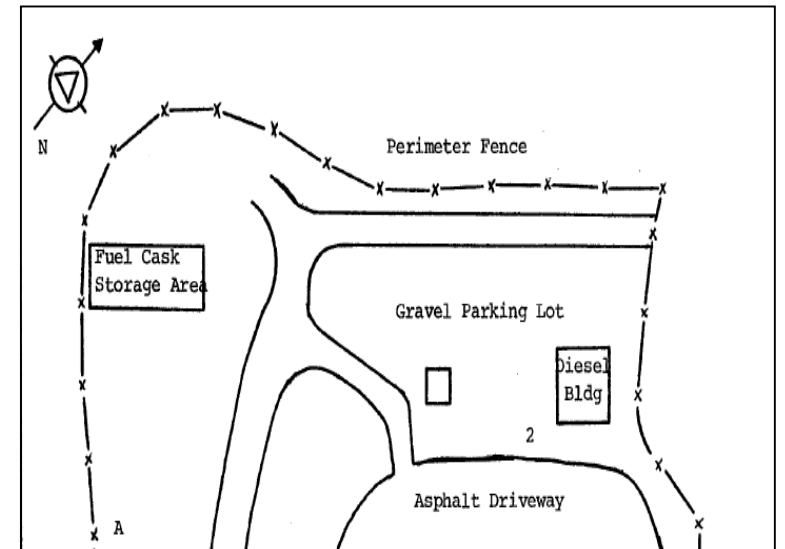 N
Perimeter Fence
Fuel Cask
Storage Area
Gravel Parking Lot
Diesel
Bldg
2
Asphalt Driveway
A